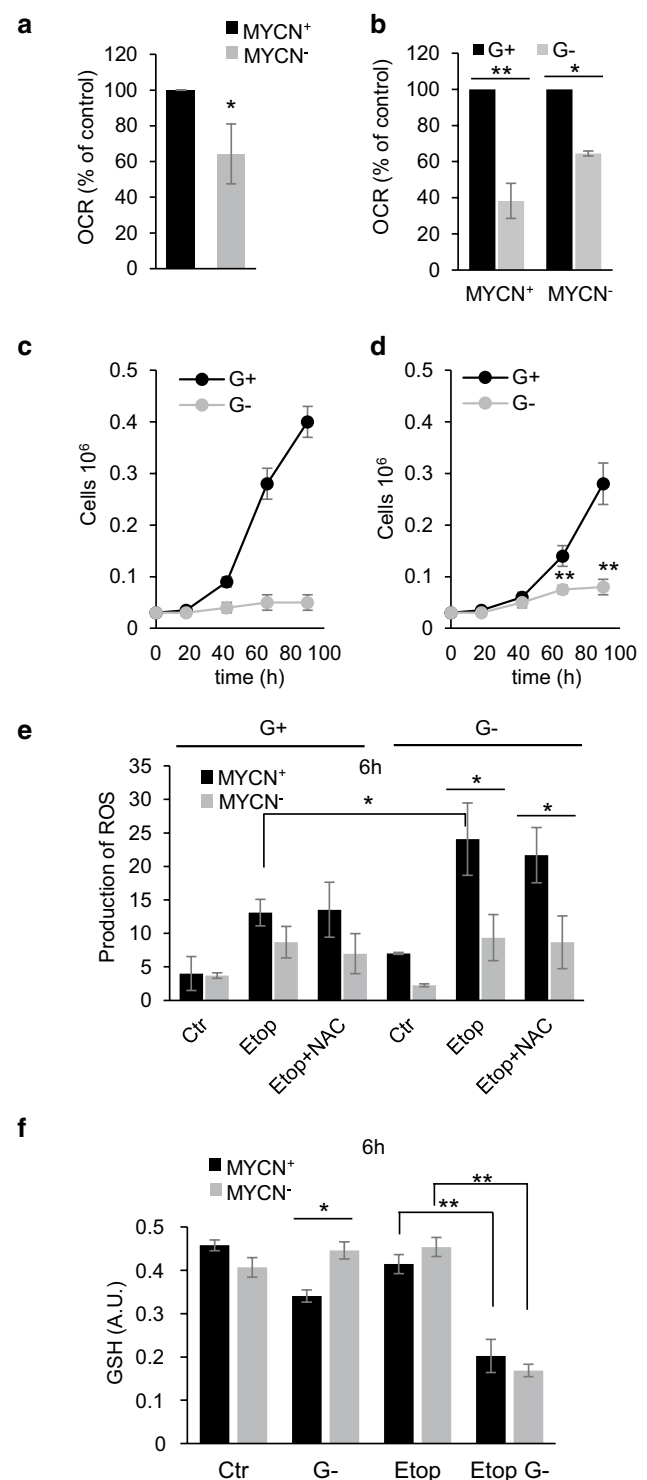 a
MYCN⁺
MYCN⁻
120
100
80
60
40
20
0
OCR (% of control)
*
b
G+ G-
120
100
80
60
40
20
0
OCR (% of control)
** *
MYCN⁺ MYCN⁻
c
G+
G-
0.5
0.4
0.3
0.2
0.1
0
Cells 10⁶
0 20 40 60 80 100
time (h)
d
G+
G-
0.5
0.4
0.3
0.2
0.1
0
Cells 10⁶
** **
0 20 40 60 80 100
time (h)
e
G+ G-
6h
MYCN⁺
MYCN⁻
35
30
25
20
15
10
5
0
Production of ROS
* * *
Ctr Etop Etop+NAC Ctr Etop Etop+NAC
f
6h
MYCN⁺
MYCN⁻
0.5
0.4
0.3
0.2
0.1
0
GSH (A.U.)
* ** **
Ctr G- Etop Etop G-